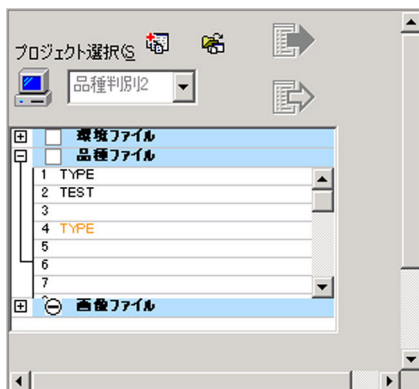 プロジェクト選択(S
品種判別2
環境ファイル
品種ファイル
1 TYPE
2 TEST
3
4 TYPE
5
6
7
画像ファイル